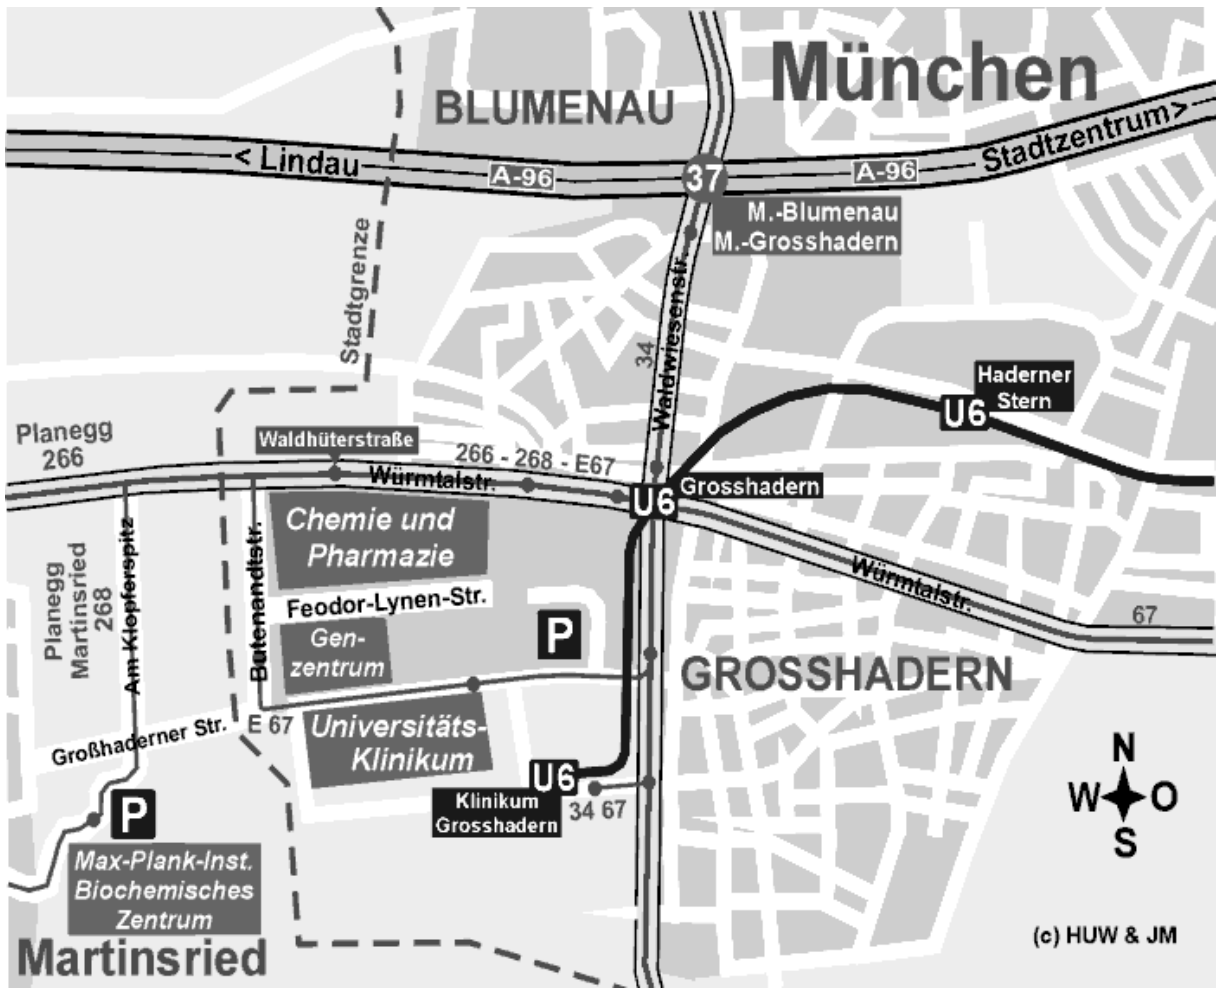 München
BLUMENAU
< Lindau
A-96
37
A-96
Stadtzentrum>
M.-Blumenau
M.-Grosshadern
Stadtgrenze
Waldwiesenstr.
34
Haderner
Stern
U6
Planegg
266
Waldhüterstraße
266 - 268 - E67
Würmtalstr.
Grosshadern
U6
Chemie und
Pharmazie
Würmtalstr.
67
Planegg
Martinsried
268
Am Klopferspitz
Butenandtstr.
Feodor-Lynen-Str.
P
Gen-
zentrum
GROSSHADERN
Großhaderner Str.
E 67
Universitäts-
Klinikum
U6
Klinikum
Grosshadern
34 67
N
W O
S
P
Max-Plank-Inst.
Biochemisches
Zentrum
Martinsried
(c) HUW & JM